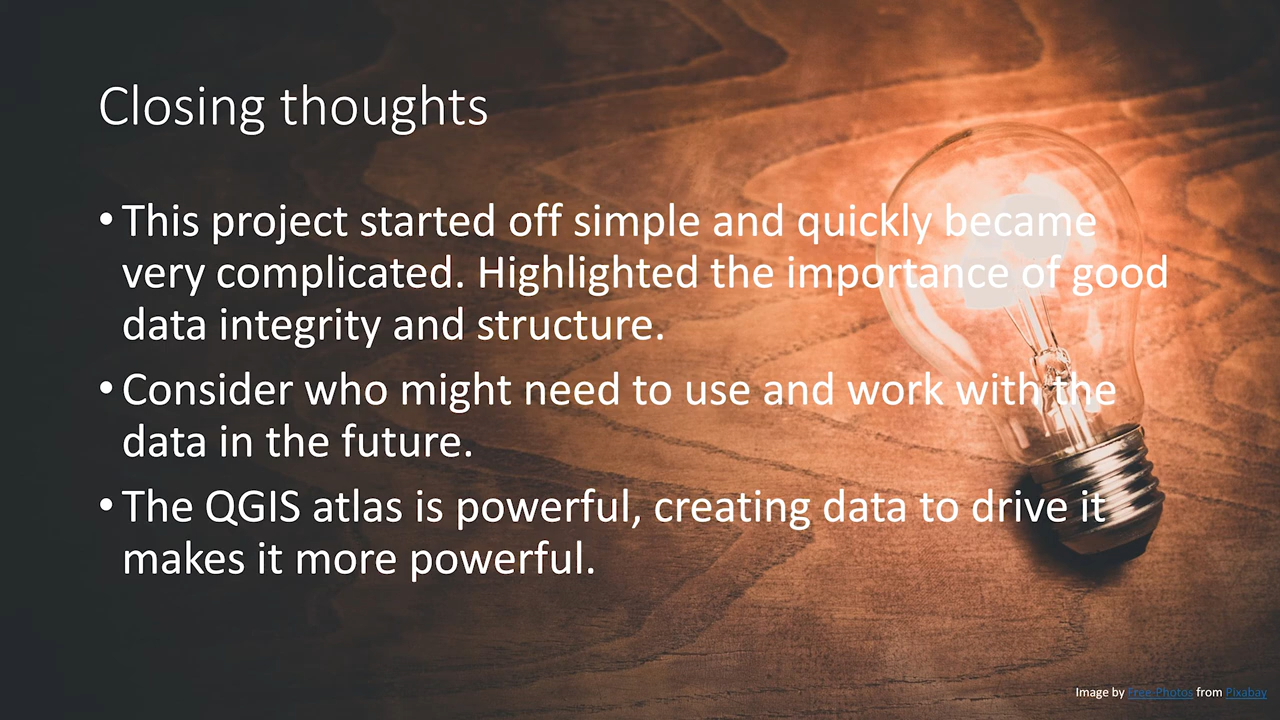 Closing thoughts
• This project started off simple and quickly became
very complicated. Highlighted the importance of good
data integrity and structure.
• Consider who might need to use and work with the
data in the future.
• The QGIS atlas is powerful, creating data to drive it
makes it more powerful.
Image by Free-Photos from Pixabay